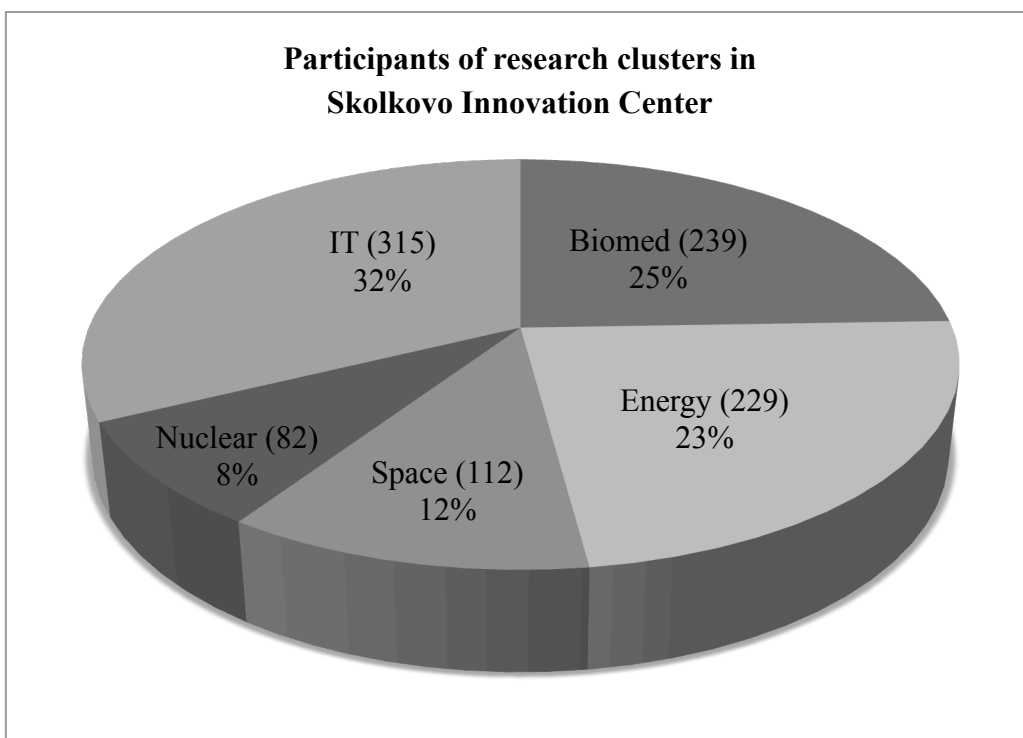 Participants of research clusters in
Skolkovo Innovation Center
IT (315)
32%
Biomed (239)
25%
Energy (229)
23%
Space (112)
12%
Nuclear (82)
8%